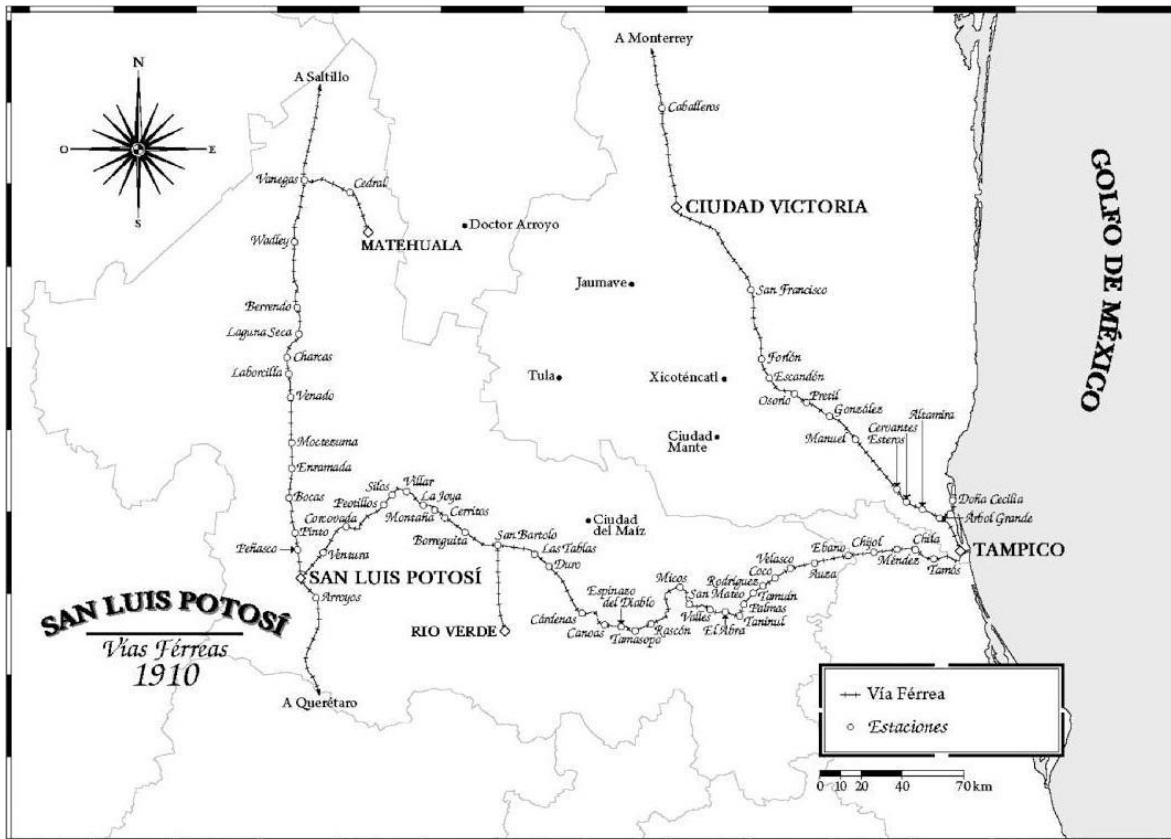 A Monterrey
A Saltillo
N
O
E
S
Caballeros
Vanegas
Cedral
CIUDAD VICTORIA
Doctor Arroyo
MATEHUALA
Wadley
Jaumave
San Francisco
Berrendo
Laguna Seca
Charcas
Forlón
Laborcilla
Escandón
Tula
Xicoténcatl
Venado
Osorio
Pretil
González
Altamira
Cervantes
Esteros
Manuel
Ciudad
Mante
Moctezuma
Enramada
Silos
Villar
Bocas
Peotillos
La Joya
Doña Cecilia
Corcovada
Montaña
Cerritos
Árbol Grande
Ciudad
del Maíz
Pinto
Borreguita
San Bartolo
Peñasco
Ventura
Las Tablas
Duro
Ebano
Chijol
Chila
TAMPICO
Velasco
Coco
Auza
Méndez
Tamós
SAN LUIS POTOSÍ
Micos
Rodríguez
San Mateo
Tamuín
Arroyos
Espinazo
del Diablo
Valles
Palmas
Cárdenas
Taninul
Canoas
Tamasopo
Rascón
El Abra
RIO VERDE
SAN LUIS POTOSÍ
Vías Férreas
1910
A Querétaro
GOLFO DE MÉXICO
Vía Férrea
Estaciones
0 10 20 40 70 km